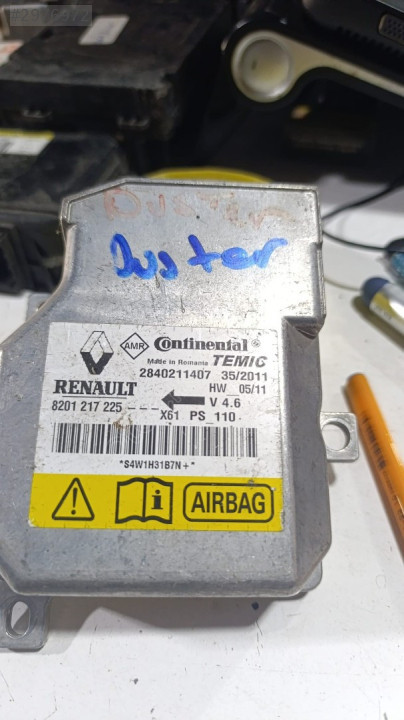 Duster
Duster
AMR Continental
Made in Romania TEMIC
2840211407 35/2011
RENAULT HW 05/11
8201 217 225 - - - V 4.6
X61 PS 110
*S4W1H31B7N+*
AIRBAG